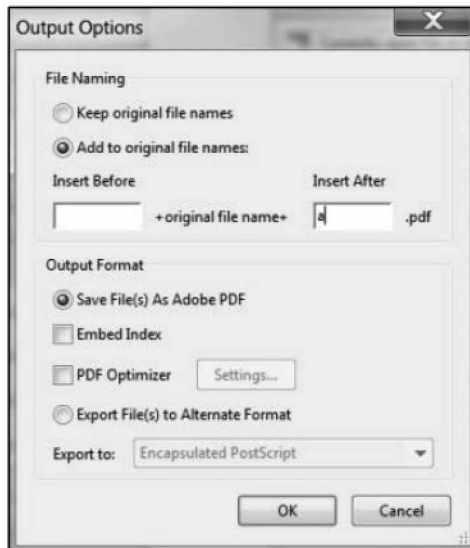 Output Options
X
File Naming
Keep original file names
Add to original file names:
Insert Before Insert After
+original file name+ a .pdf
Output Format
Save File(s) As Adobe PDF
Embed Index
PDF Optimizer Settings...
Export File(s) to Alternate Format
Export to: Encapsulated PostScript
OK Cancel